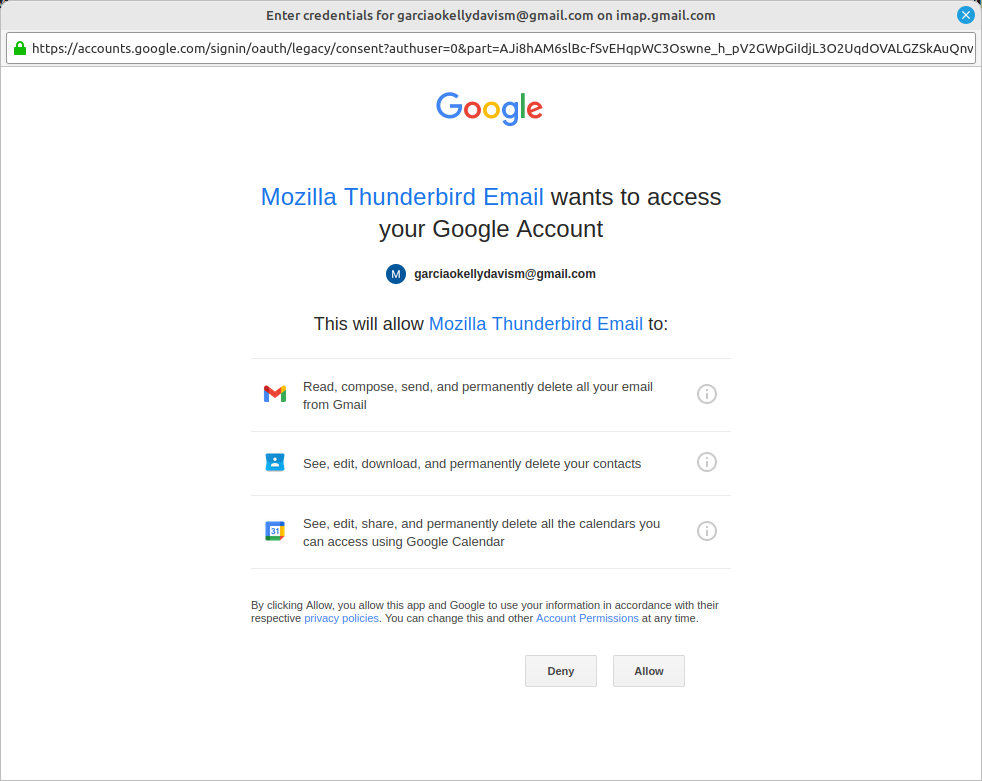 Enter credentials for garciaokellydavism@gmail.com on imap.gmail.com
https://accounts.google.com/signin/oauth/legacy/consent?authuser=0&part=AJi8hAM6slBc-fSvEHqpWC3Oswne_h_pV2GWpGiIdjL3O2UqdOVALGZSkAuQnv
Google
Mozilla Thunderbird Email wants to access
your Google Account
M garciaokellydavism@gmail.com
This will allow Mozilla Thunderbird Email to:
Read, compose, send, and permanently delete all your email
from Gmail
See, edit, download, and permanently delete your contacts
31
See, edit, share, and permanently delete all the calendars you
can access using Google Calendar
By clicking Allow, you allow this app and Google to use your information in accordance with their
respective privacy policies. You can change this and other Account Permissions at any time.
Deny Allow